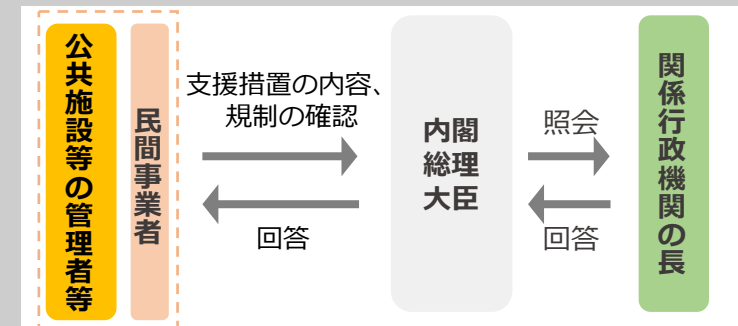 公共施設等の管理者等
民間事業者
支援措置の内容、
規制の確認
回答
内閣
総理
大臣
照会
回答
関係行政機関の長